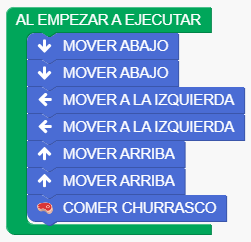 AL EMPEZAR A EJECUTAR
MOVER ABAJO
MOVER ABAJO
MOVER A LA IZQUIERDA
MOVER A LA IZQUIERDA
MOVER ARRIBA
MOVER ARRIBA
COMER CHURRASCO